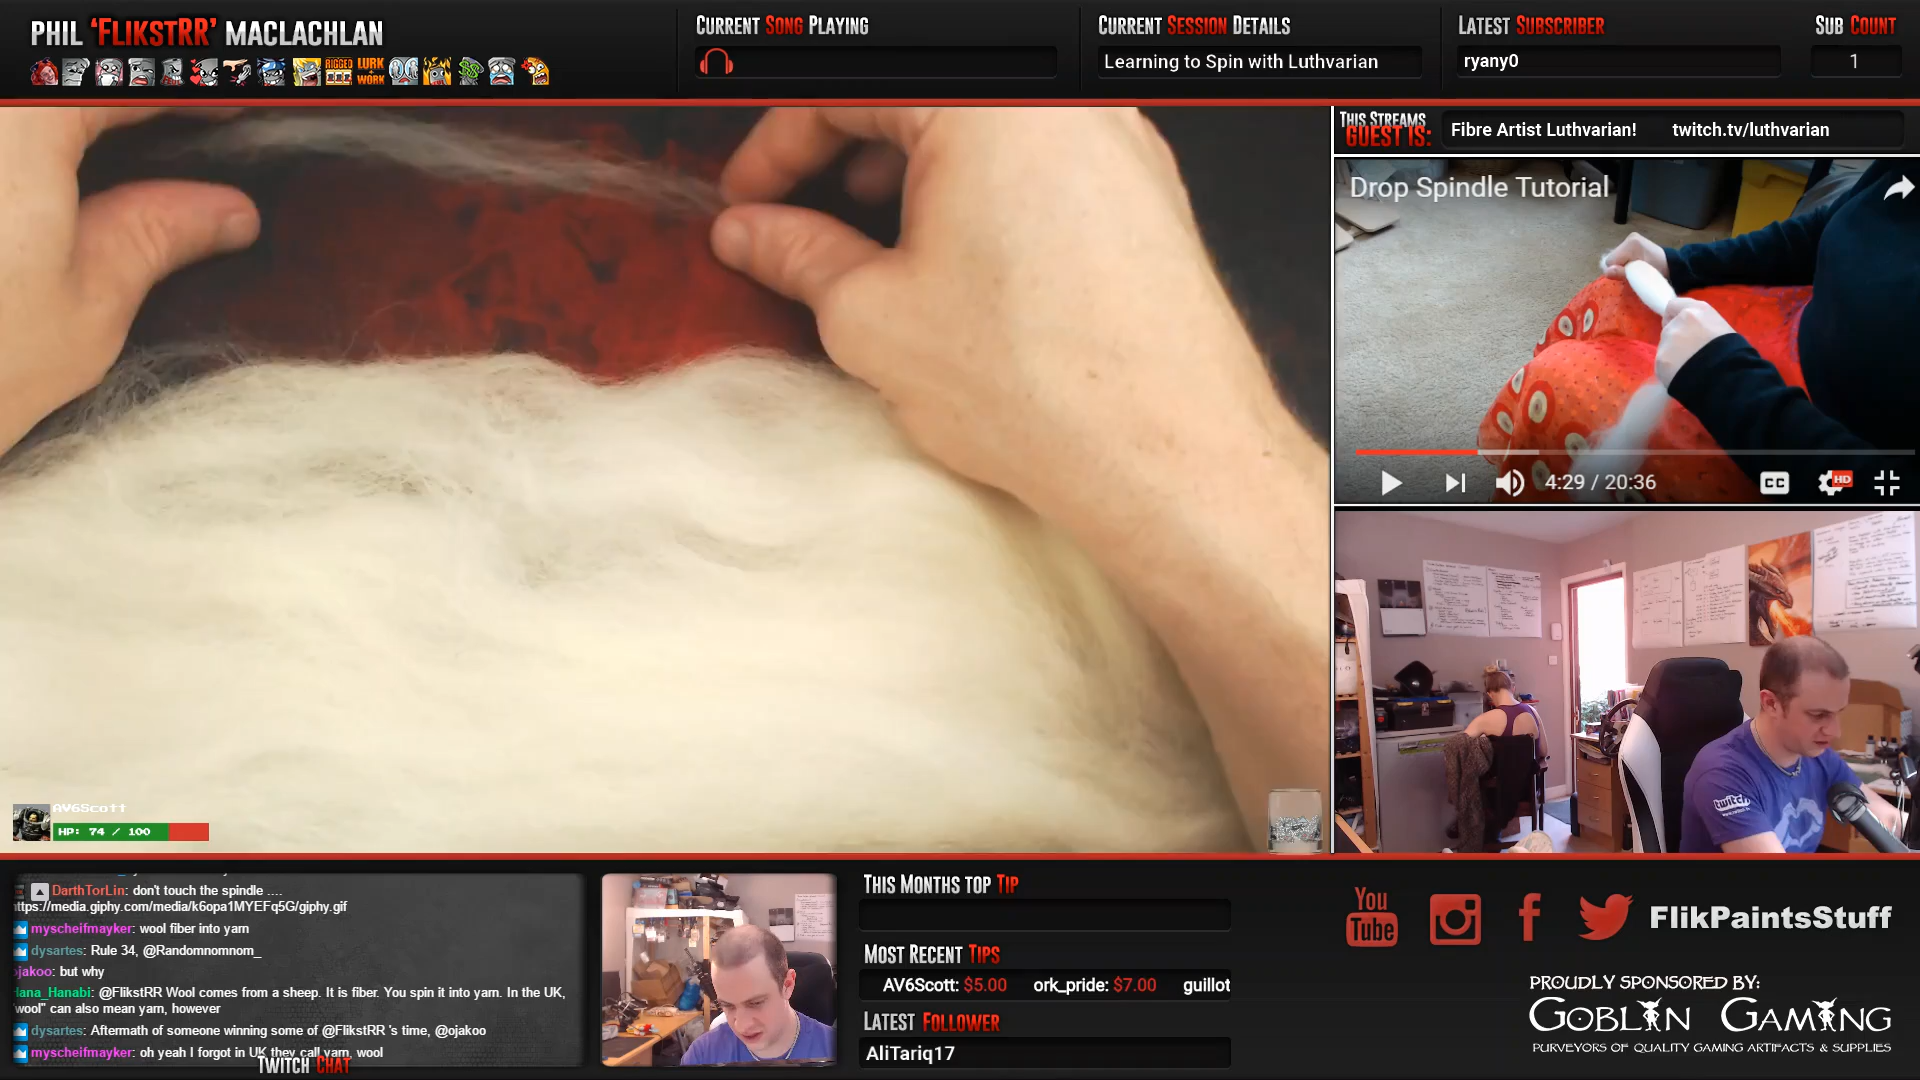 PHIL 'FLIKSTRR' MACLACHLAN
RIGGED
LURK
WORK
CURRENT SONG PLAYING
CURRENT SESSION DETAILS
Learning to Spin with Luthvarian
LATEST SUBSCRIBER
ryany0
SUB COUNT
1
THIS STREAMS
GUEST IS:
Fibre Artist Luthvarian! twitch.tv/luthvarian
Drop Spindle Tutorial
4:29 / 20:36
CC
HD
twitch
AV6Scott
HP: 74 / 100
DarthTorLin: don't touch the spindle ....
ttps://media.giphy.com/media/k6opa1MYEFq5G/giphy.gif
myscheifmayker: wool fiber into yarn
dysartes: Rule 34, @Randomnomnom_
ojakoo: but why
Hana_Hanabi: @FlikstRR Wool comes from a sheep. It is fiber. You spin it into yarn. In the UK,
"wool" can also mean yarn, however
dysartes: Aftermath of someone winning some of @FlikstRR 's time, @ojakoo
myscheifmayker: oh yeah I forgot in UK they call yarn, wool
TWITCH CHAT
THIS MONTHS TOP TIP
MOST RECENT TIPS
AV6Scott: $5.00 ork_pride: $7.00 guillot
LATEST FOLLOWER
AliTariq17
You
Tube
FlikPaintsStuff
PROUDLY SPONSORED BY:
GOBLIN GAMING
PURVEYORS OF QUALITY GAMING ARTIFACTS & SUPPLIES